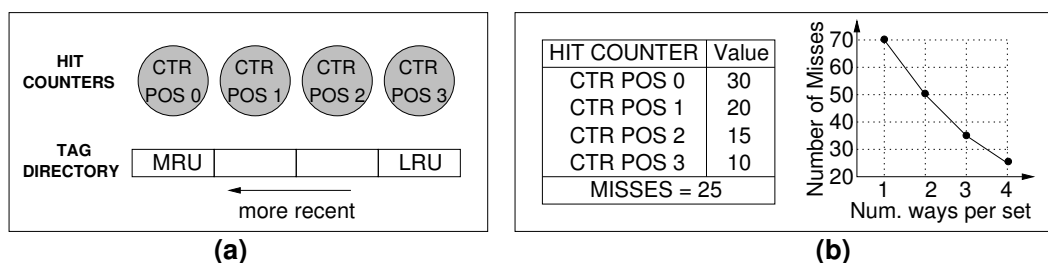 HIT
COUNTERS
CTR
POS 0
CTR
POS 1
CTR
POS 2
CTR
POS 3
TAG
DIRECTORY
MRU
LRU
more recent
(a)
HIT COUNTER Value
CTR POS 0 30
CTR POS 1 20
CTR POS 2 15
CTR POS 3 10
MISSES = 25
Number of Misses
70
60
50
40
30
20
1 2 3 4
Num. ways per set
(b)